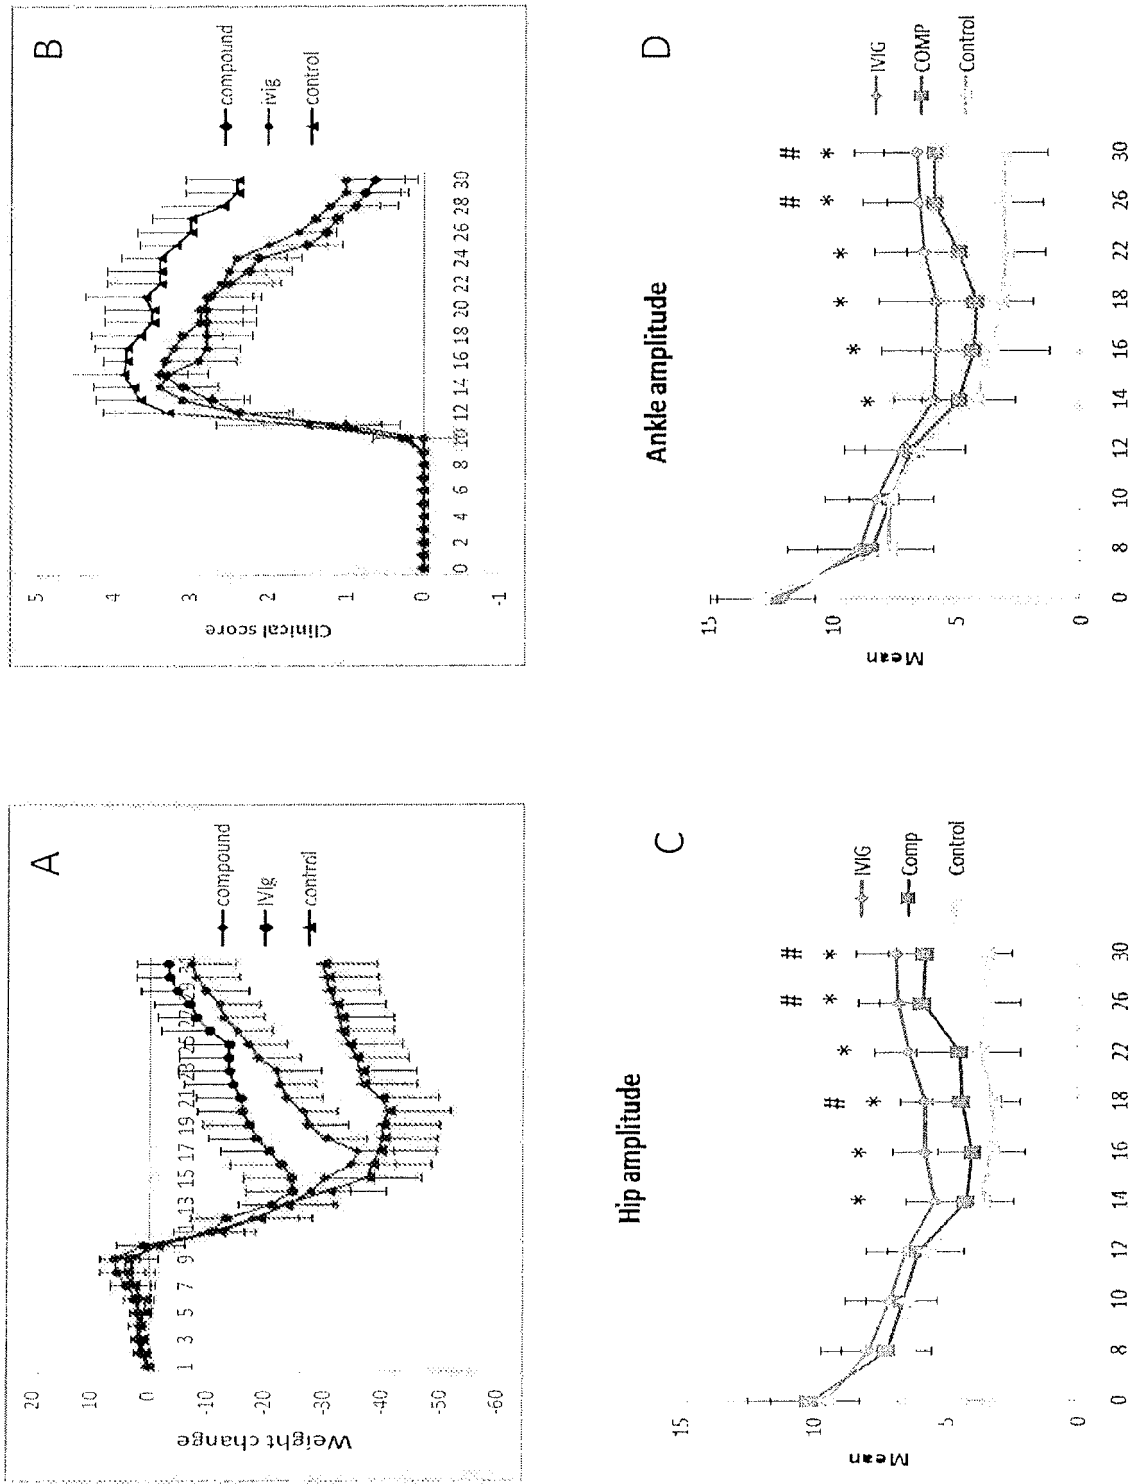 A
20
0
-10
-20
-30
-40
-50
-60
Weight change
1 3 5 7 9 11 13 15 17 19 21 23 25 27 29 31
compound
IVIg
control
B
5
4
3
2
1
0
-1
Clinical score
0 2 4 6 8 10 12 14 16 18 20 22 24 26 28 30
compound
ivig
control
C
Hip amplitude
15
10
5
0
Mean
* * # * * # * # *
0 8 10 12 14 16 18 22 26 30
IVIG
Comp
Control
D
Ankle amplitude
15
10
5
0
Mean
* * * * # * # *
0 8 10 12 14 16 18 22 26 30
IVIG
COMP
Control